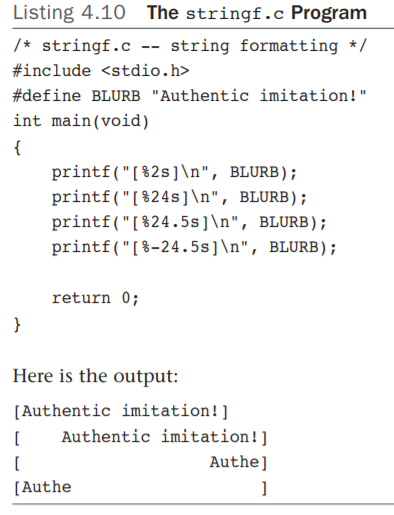 Listing 4.10 The stringf.c Program
/* stringf.c -- string formatting */
#include <stdio.h>
#define BLURB "Authentic imitation!"
int main(void)
{
    printf("[%2s]\n", BLURB);
    printf("[%24s]\n", BLURB);
    printf("[%24.5s]\n", BLURB);
    printf("[%-24.5s]\n", BLURB);

    return 0;
}
Here is the output:
[Authentic imitation!]
[    Authentic imitation!]
[                   Authe]
[Authe                   ]